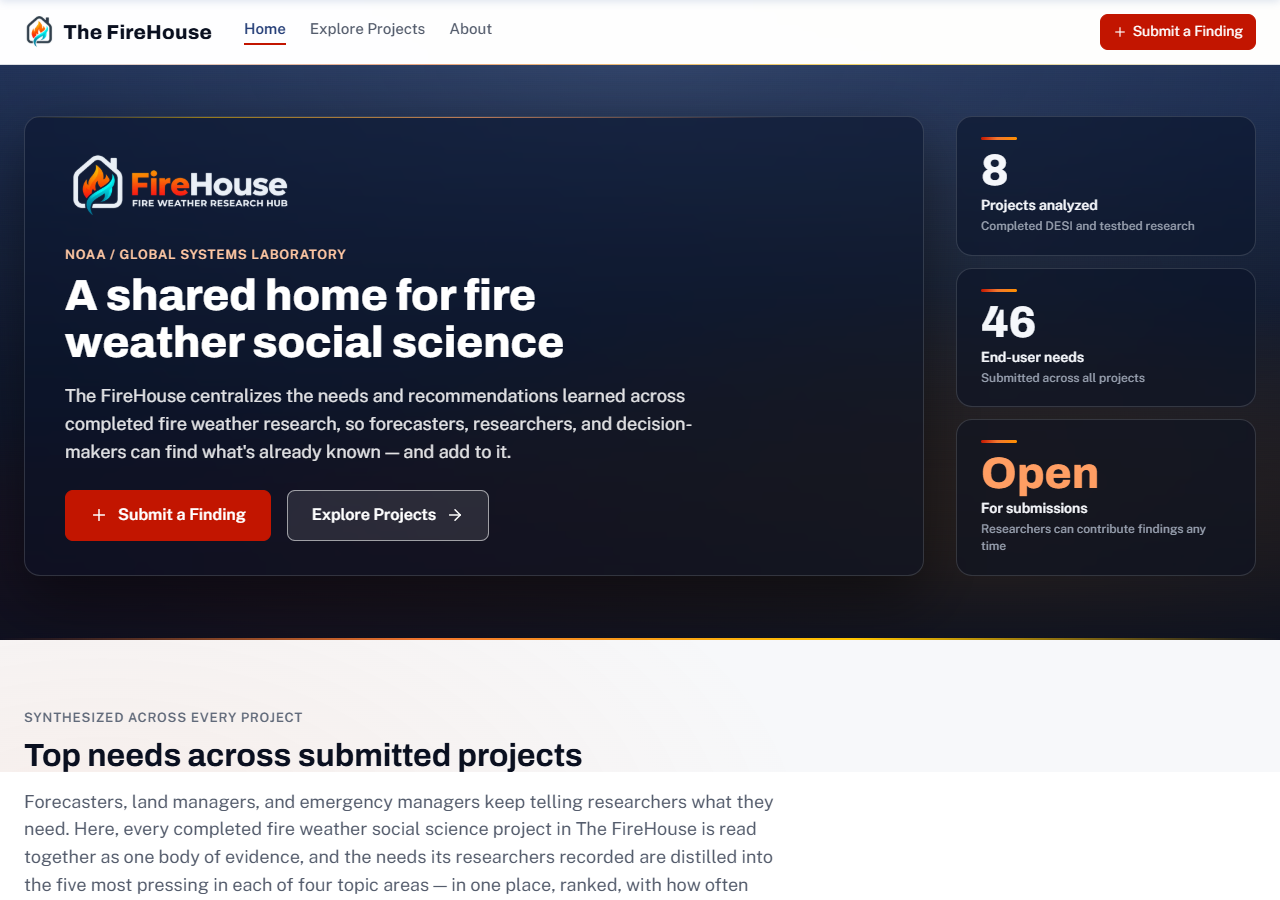 The FireHouse
Home
Explore Projects
About
+ Submit a Finding
FireHouse
FIRE WEATHER RESEARCH HUB
NOAA / GLOBAL SYSTEMS LABORATORY
A shared home for fire
weather social science
The FireHouse centralizes the needs and recommendations learned across
completed fire weather research, so forecasters, researchers, and decision-
makers can find what's already known — and add to it.
+ Submit a Finding
Explore Projects →
8
Projects analyzed
Completed DESI and testbed research
46
End-user needs
Submitted across all projects
Open
For submissions
Researchers can contribute findings any
time
SYNTHESIZED ACROSS EVERY PROJECT
Top needs across submitted projects
Forecasters, land managers, and emergency managers keep telling researchers what they
need. Here, every completed fire weather social science project in The FireHouse is read
together as one body of evidence, and the needs its researchers recorded are distilled into
the five most pressing in each of four topic areas — in one place, ranked, with how often